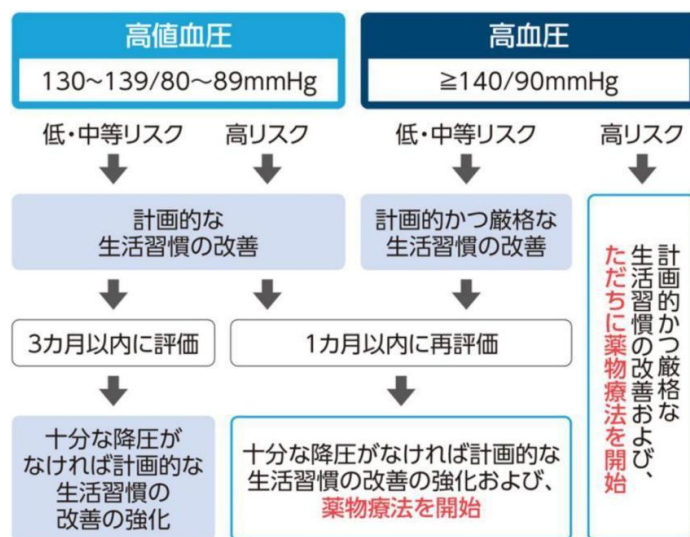 高値血圧
130〜139/80〜89mmHg
高血圧
≧140/90mmHg
低・中等リスク
高リスク
低・中等リスク
高リスク
計画的な
生活習慣の改善
計画的かつ厳格な
生活習慣の改善
計画的かつ厳格な
生活習慣の改善および、
ただちに薬物療法を開始
3カ月以内に評価
1カ月以内に再評価
十分な降圧が
なければ計画的な
生活習慣の
改善の強化
十分な降圧がなければ計画的な
生活習慣の改善の強化および、
薬物療法を開始